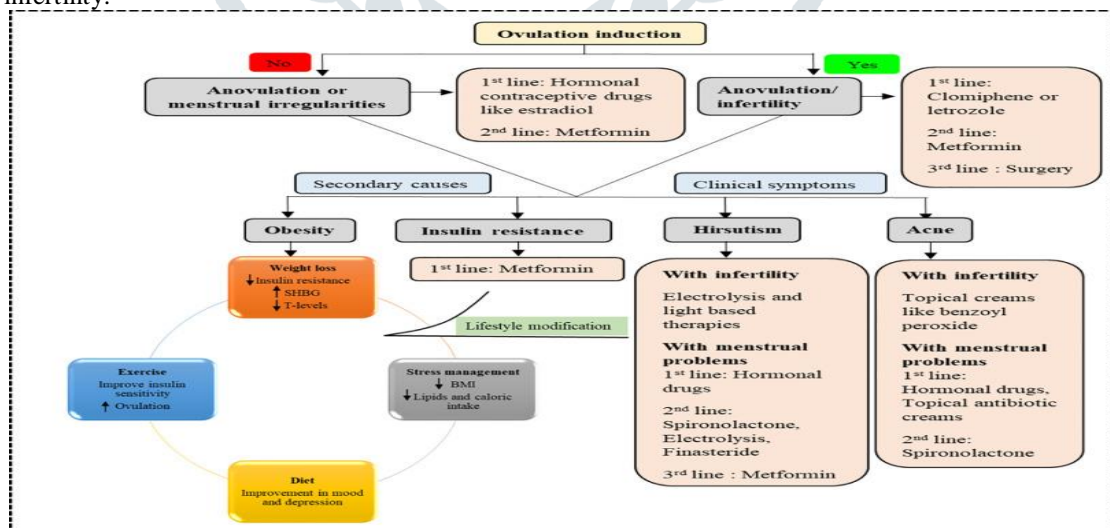 infertility.
Ovulation induction
No
Yes
Anovulation or
menstrual irregularities
1st line: Hormonal
contraceptive drugs
like estradiol
2nd line: Metformin
Anovulation/
infertility
1st line:
Clomiphene or
letrozole
2nd line:
Metformin
3rd line : Surgery
Secondary causes
Clinical symptoms
Obesity
Insulin resistance
Hirsutism
Acne
Weight loss
↓Insulin resistance
↑ SHBG
↓ T-levels
1st line: Metformin
Lifestyle modification
Exercise
Improve insulin
sensitivity
↑ Ovulation
Stress management
↓ BMI
↓Lipids and caloric
intake
Diet
Improvement in mood
and depression
With infertility
Electrolysis and
light based
therapies
With menstrual
problems
1st line: Hormonal
drugs
2nd line:
Spironolactone,
Electrolysis,
Finasteride
3rd line : Metformin
With infertility
Topical creams
like benzoyl
peroxide
With menstrual
problems
1st line:
Hormonal drugs,
Topical antibiotic
creams
2nd line:
Spironolactone